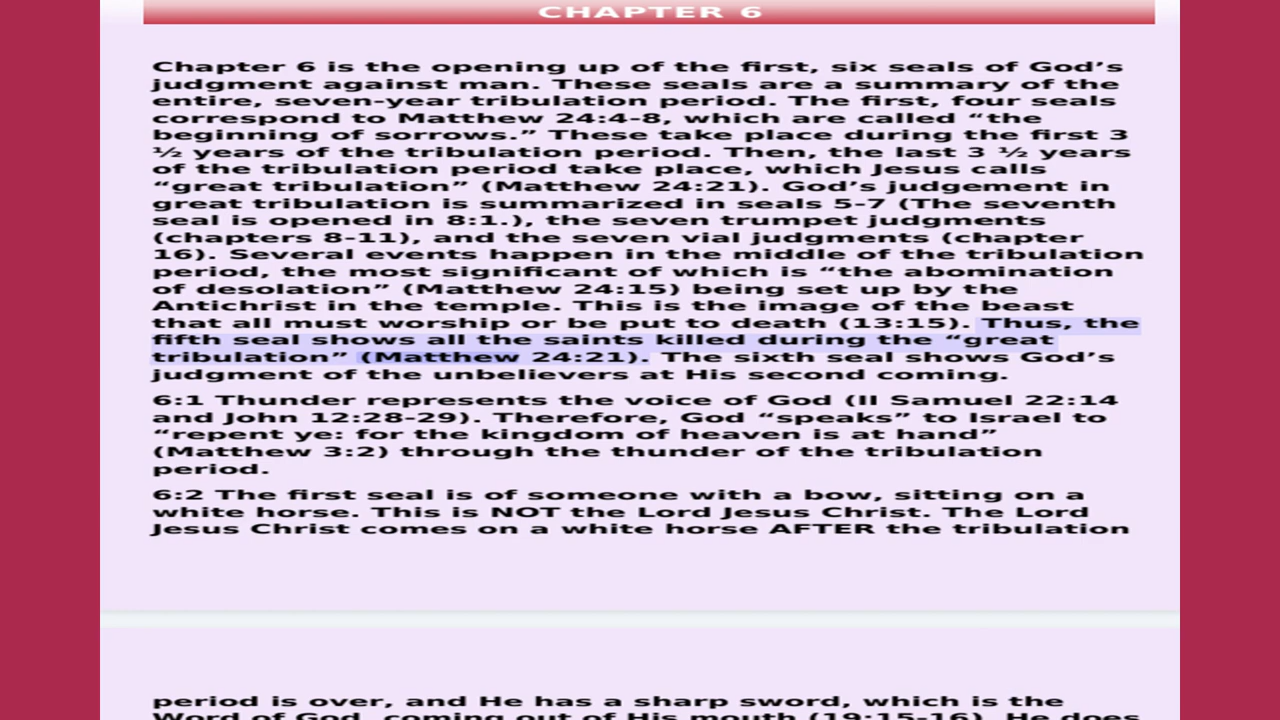 CHAPTER 6
Chapter 6 is the opening up of the first, six seals of God’s
judgment against man. These seals are a summary of the
entire, seven-year tribulation period. The first, four seals
correspond to Matthew 24:4-8, which are called “the
beginning of sorrows.” These take place during the first 3
½ years of the tribulation period. Then, the last 3 ½ years
of the tribulation period take place, which Jesus calls
“great tribulation” (Matthew 24:21). God’s judgement in
great tribulation is summarized in seals 5-7 (The seventh
seal is opened in 8:1.), the seven trumpet judgments
(chapters 8-11), and the seven vial judgments (chapter
16). Several events happen in the middle of the tribulation
period, the most significant of which is “the abomination
of desolation” (Matthew 24:15) being set up by the
Antichrist in the temple. This is the image of the beast
that all must worship or be put to death (13:15). Thus, the
fifth seal shows all the saints killed during the “great
tribulation” (Matthew 24:21). The sixth seal shows God’s
judgment of the unbelievers at His second coming.
6:1 Thunder represents the voice of God (II Samuel 22:14
and John 12:28-29). Therefore, God “speaks” to Israel to
“repent ye: for the kingdom of heaven is at hand”
(Matthew 3:2) through the thunder of the tribulation
period.
6:2 The first seal is of someone with a bow, sitting on a
white horse. This is NOT the Lord Jesus Christ. The Lord
Jesus Christ comes on a white horse AFTER the tribulation
period is over, and He has a sharp sword, which is the
Word of God, coming out of His mouth (19:15-16). He does